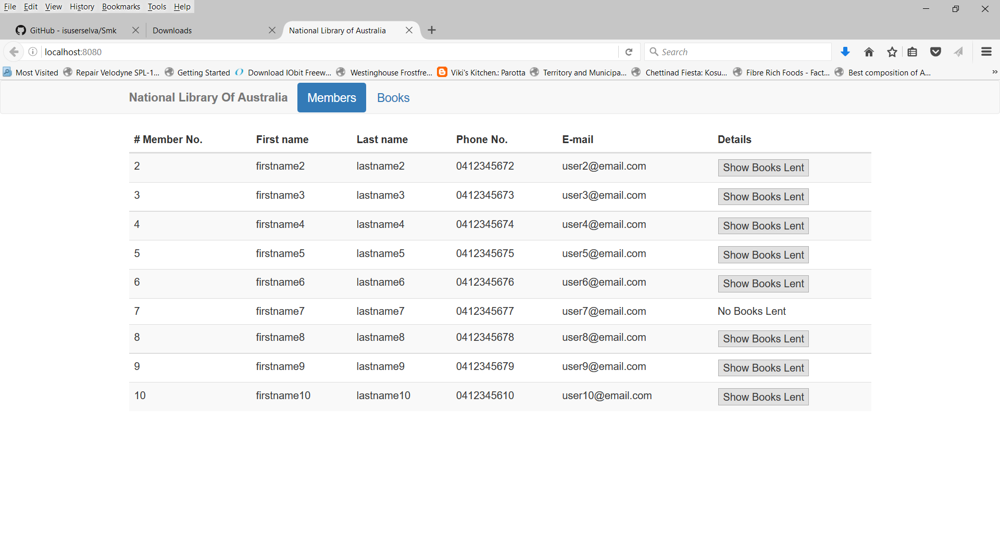 File Edit View History Bookmarks Tools Help
GitHub - isuserselva/Smk Downloads National Library of Australia
localhost:8080 Search
Most Visited Repair Velodyne SPL-1... Getting Started Download IObit Freew... Westinghouse Frostfre... Viki's Kitchen.: Parotta Territory and Municipa... Chettinad Fiesta: Kosu... Fibre Rich Foods - Fact... Best composition of A...
National Library Of Australia Members Books
# Member No. First name Last name Phone No. E-mail Details
2 firstname2 lastname2 0412345672 user2@email.com Show Books Lent
3 firstname3 lastname3 0412345673 user3@email.com Show Books Lent
4 firstname4 lastname4 0412345674 user4@email.com Show Books Lent
5 firstname5 lastname5 0412345675 user5@email.com Show Books Lent
6 firstname6 lastname6 0412345676 user6@email.com Show Books Lent
7 firstname7 lastname7 0412345677 user7@email.com No Books Lent
8 firstname8 lastname8 0412345678 user8@email.com Show Books Lent
9 firstname9 lastname9 0412345679 user9@email.com Show Books Lent
10 firstname10 lastname10 0412345610 user10@email.com Show Books Lent